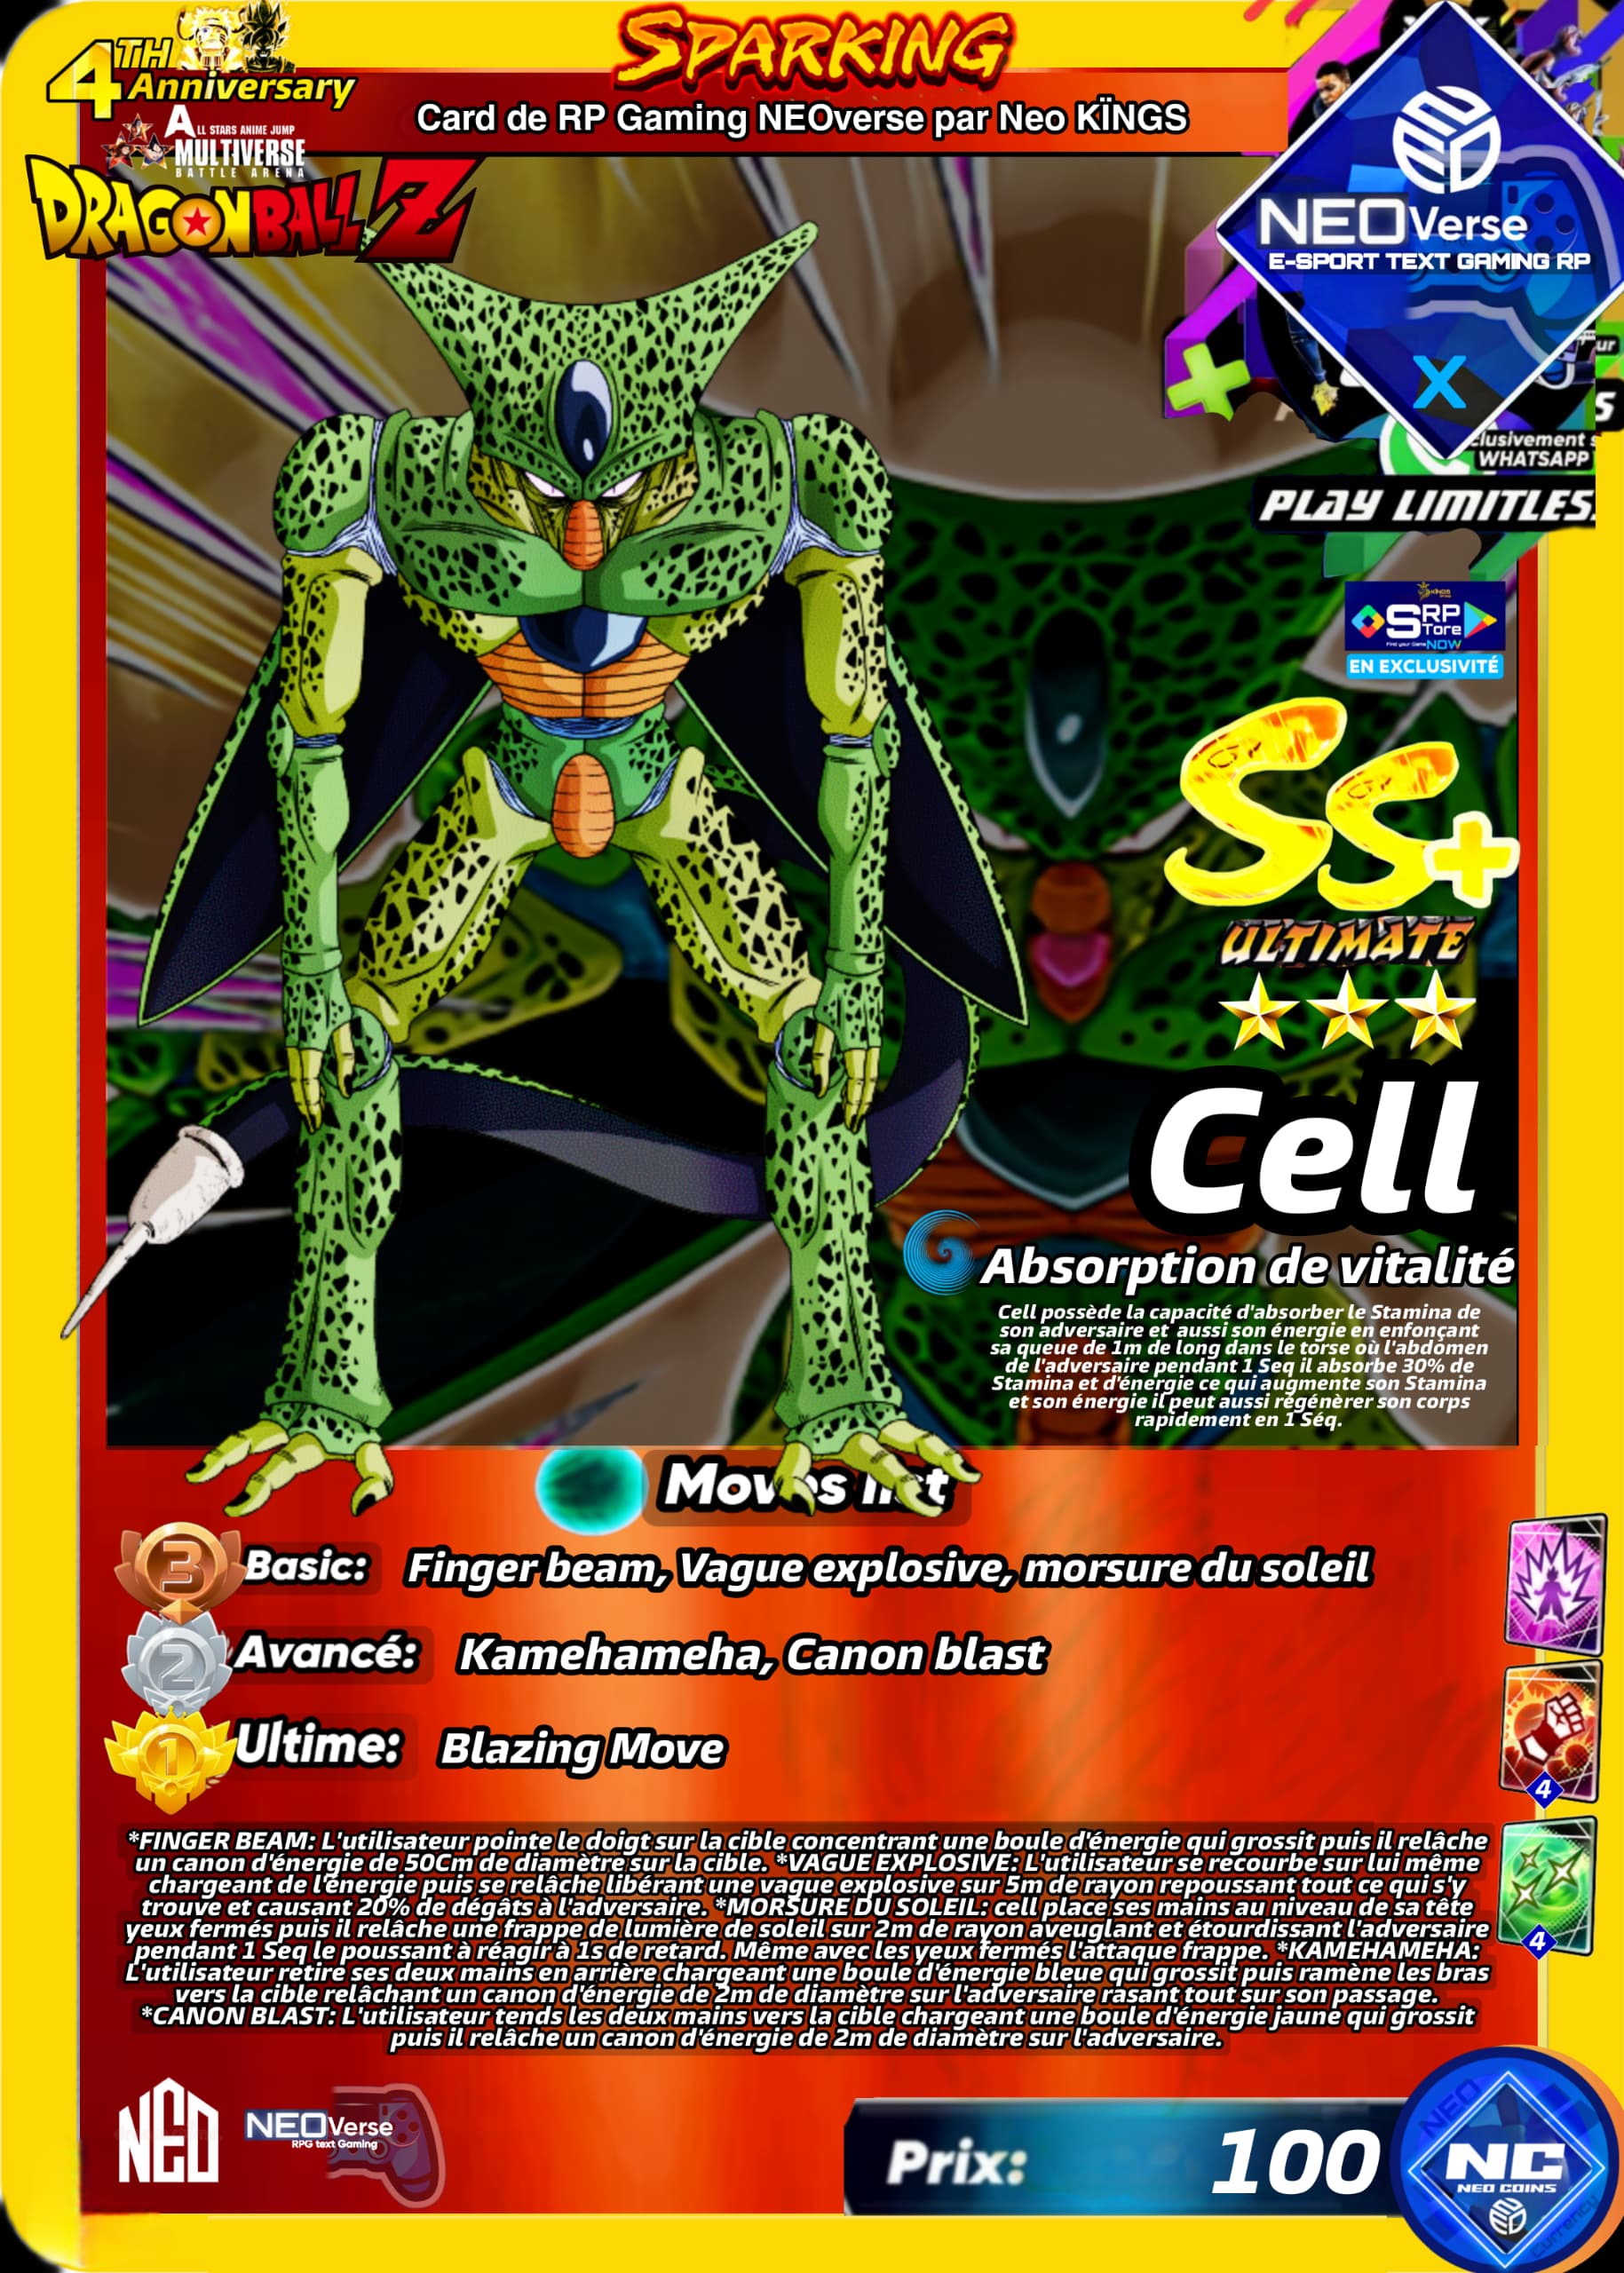 4TH
Anniversary
SPARKING
Card de RP Gaming NEOverse par Neo KÏNGS
ALL STARS ANIME JUMP
MULTIVERSE
BATTLE ARENA
DRAGONBALL Z
NEOVerse
E-SPORT TEXT GAMING RP
X
ur
S
clusivement s
WHATSAPP
PLAY LIMITLES
SRP
Tore
NOW
EN EXCLUSIVITÉ
SS+
ULTIMATE
Cell
Absorption de vitalité
Cell possède la capacité d'absorber le Stamina de
son adversaire et aussi son énergie en enfonçant
sa queue de 1m de long dans le torse où l'abdomen
de l'adversaire pendant 1 Seq il absorbe 30% de
Stamina et d'énergie ce qui augmente son Stamina
et son énergie il peut aussi régénèrer son corps
rapidement en 1 Séq.
Moves list
3 Basic: Finger beam, Vague explosive, morsure du soleil
2 Avancé: Kamehameha, Canon blast
1 Ultime: Blazing Move
4
*FINGER BEAM: L'utilisateur pointe le doigt sur la cible concentrant une boule d'énergie qui grossit puis il relâche
un canon d'énergie de 50Cm de diamètre sur la cible. *VAGUE EXPLOSIVE: L'utilisateur se recourbe sur lui même
chargeant de l'énergie puis se relâche libérant une vague explosive sur 5m de rayon repoussant tout ce qui s'y
trouve et causant 20% de dégâts à l'adversaire. *MORSURE DU SOLEIL: cell place ses mains au niveau de sa tête
yeux fermés puis il relâche une frappe de lumière de soleil sur 2m de rayon aveuglant et étourdissant l'adversaire
pendant 1 Seq le poussant à réagir à 1s de retard. Même avec les yeux fermés l'attaque frappe. *KAMEHAMEHA:
L'utilisateur retire ses deux mains en arrière chargeant une boule d'énergie bleue qui grossit puis ramène les bras
vers la cible relâchant un canon d'énergie de 2m de diamètre sur l'adversaire rasant tout sur son passage.
*CANON BLAST: L'utilisateur tends les deux mains vers la cible chargeant une boule d'énergie jaune qui grossit
puis il relâche un canon d'énergie de 2m de diamètre sur l'adversaire.
4
NEO
NEOVerse
RPG text Gaming
Prix: 100
NEO
NC
NEO COINS
Currency